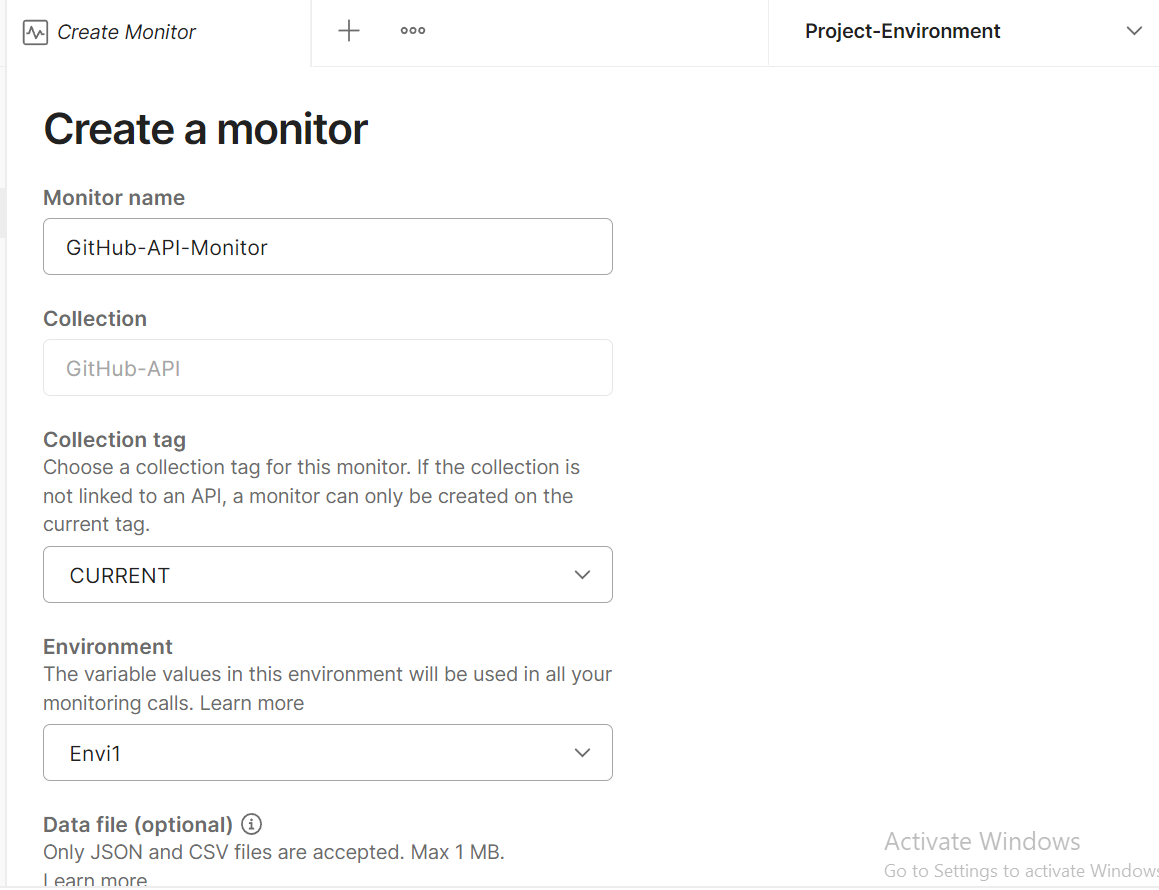 Create Monitor
Project-Environment
Create a monitor
Monitor name
GitHub-API-Monitor
Collection
GitHub-API
Collection tag
Choose a collection tag for this monitor. If the collection is
not linked to an API, a monitor can only be created on the
current tag.
CURRENT
Environment
The variable values in this environment will be used in all your
monitoring calls. Learn more
Envi1
Data file (optional)
Only JSON and CSV files are accepted. Max 1 MB.
Learn more
Activate Windows
Go to Settings to activate Windows